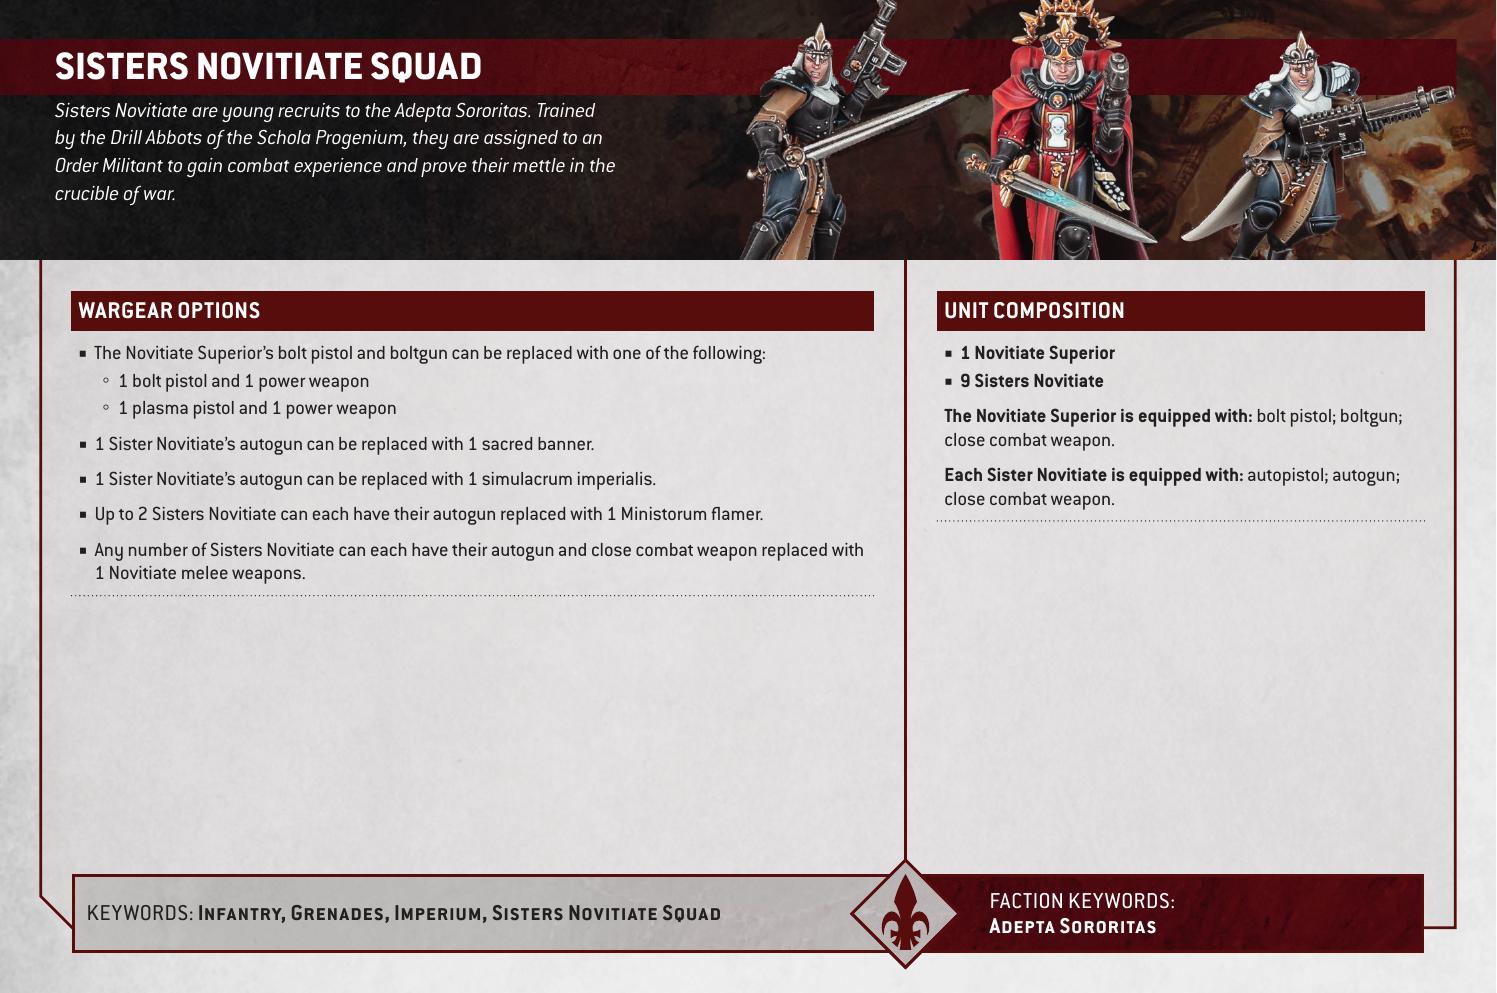 SISTERS NOVITIATE SQUAD
Sisters Novitiate are young recruits to the Adepta Sororitas. Trained
by the Drill Abbots of the Schola Progenium, they are assigned to an
Order Militant to gain combat experience and prove their mettle in the
crucible of war.
WARGEAR OPTIONS
▪ The Novitiate Superior’s bolt pistol and boltgun can be replaced with one of the following:
◦ 1 bolt pistol and 1 power weapon
◦ 1 plasma pistol and 1 power weapon
▪ 1 Sister Novitiate’s autogun can be replaced with 1 sacred banner.
▪ 1 Sister Novitiate’s autogun can be replaced with 1 simulacrum imperialis.
▪ Up to 2 Sisters Novitiate can each have their autogun replaced with 1 Ministorum flamer.
▪ Any number of Sisters Novitiate can each have their autogun and close combat weapon replaced with
1 Novitiate melee weapons.
UNIT COMPOSITION
▪ 1 Novitiate Superior
▪ 9 Sisters Novitiate
The Novitiate Superior is equipped with: bolt pistol; boltgun;
close combat weapon.
Each Sister Novitiate is equipped with: autopistol; autogun;
close combat weapon.
KEYWORDS: Infantry, Grenades, Imperium, Sisters Novitiate Squad
FACTION KEYWORDS:
Adepta Sororitas